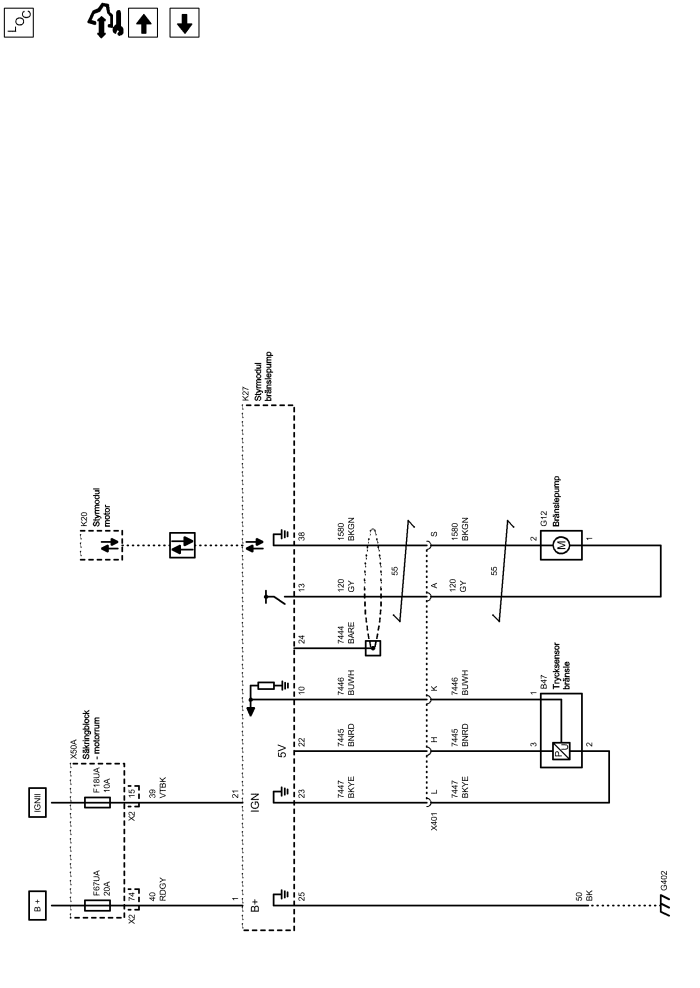 LOC
K20
Styrmodul
motor
K27
Styrmodul
bränslepump
38
1580
BKGN
S
1580
BKGN
2
G12
Bränslepump
M
1
13
120
GY
55
A
120
GY
55
24
7444
BARE
10
7446
BUWH
K
7446
BUWH
1
B47
Trycksensor
bränsle
P
U
3
2
5V
22
7445
BNRD
H
7445
BNRD
23
7447
BKYE
L
7447
BKYE
X401
IGNII
X50A
Säkringblock
motorrum
F18UA
10A
X2
15
39
VTBK
21
IGN
B +
F67UA
20A
X2
74
40
RDGY
1
B+
25
50
BK
G402